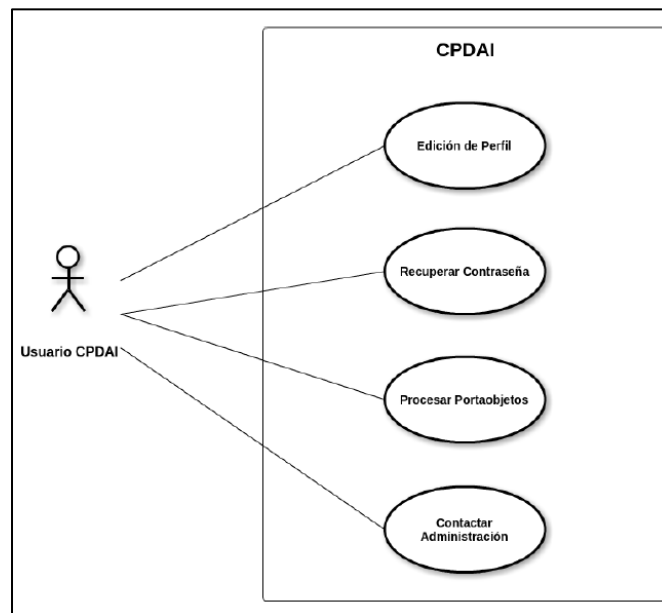 CPDAI
Edición de Perfil
Recuperar Contraseña
Usuario CPDAI
Procesar Portaobjetos
Contactar
Administración